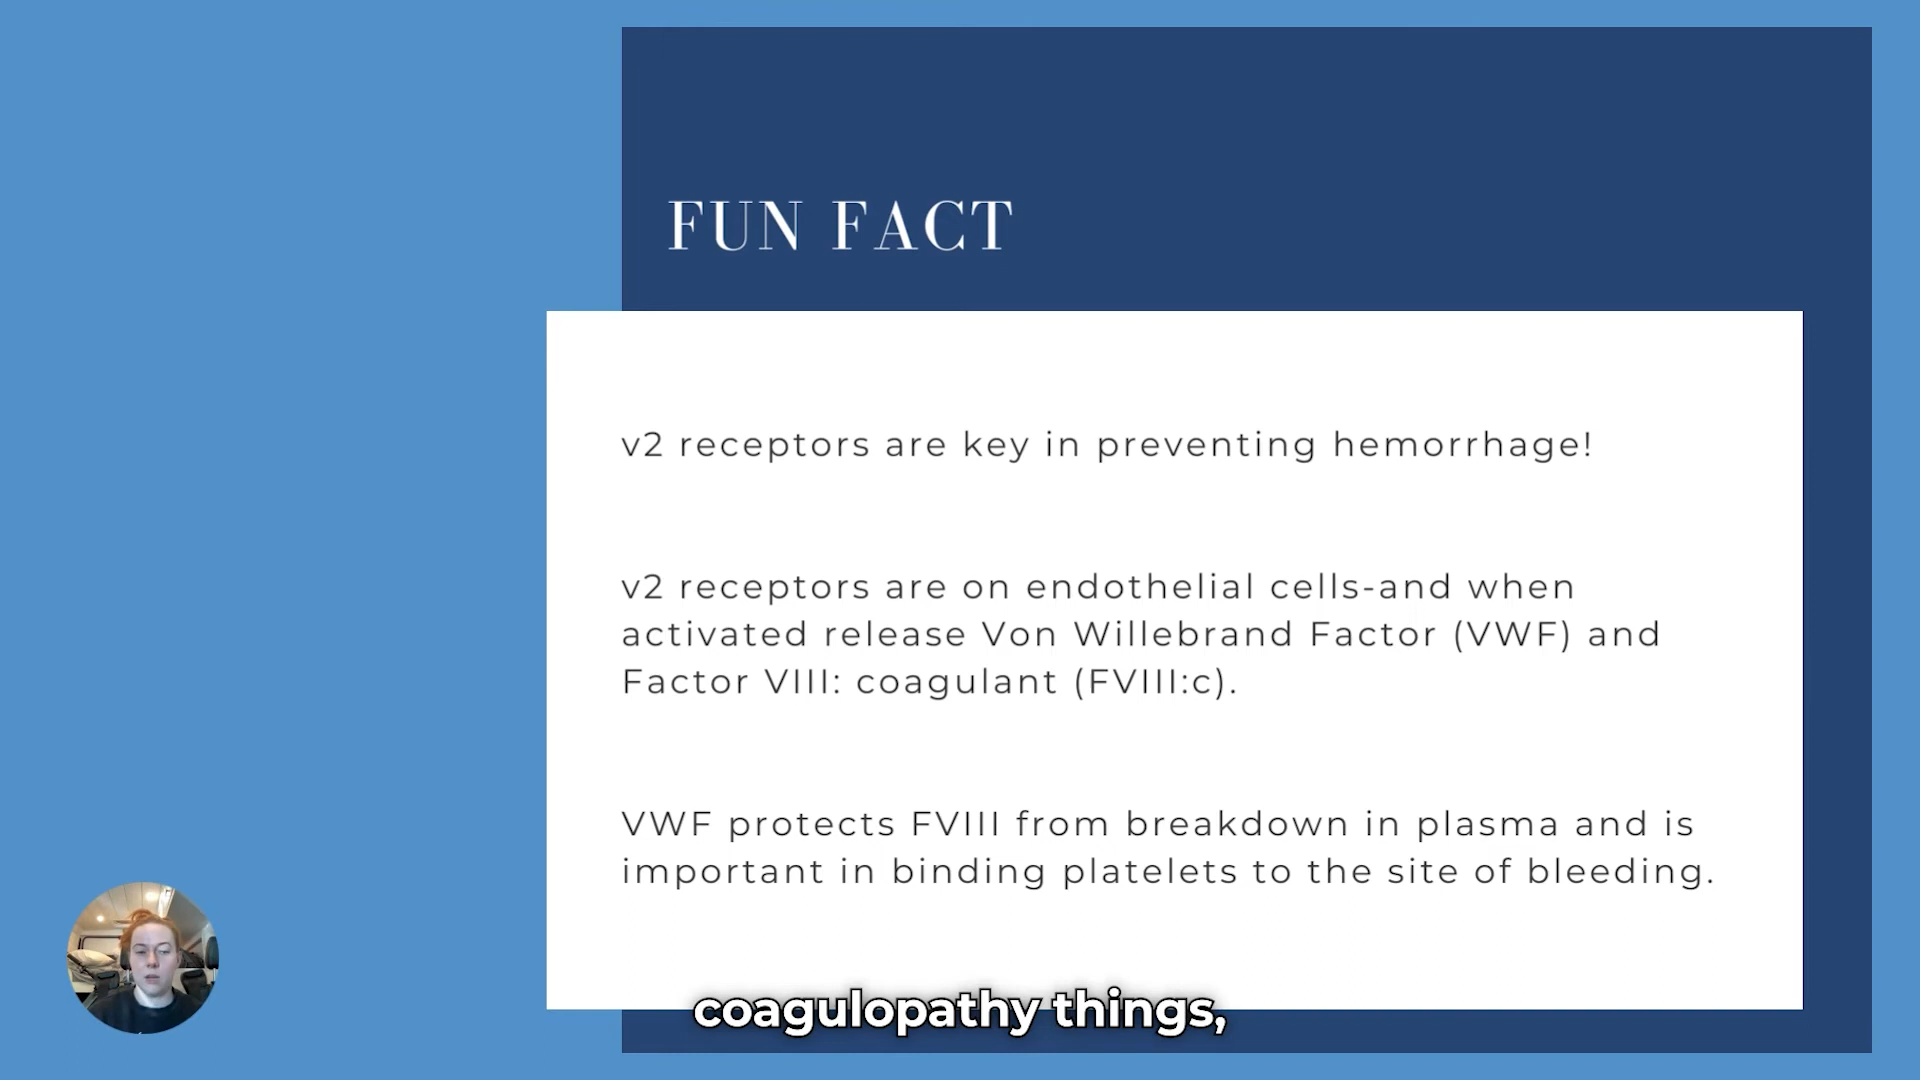 FUN FACT
v2 receptors are key in preventing hemorrhage!
v2 receptors are on endothelial cells-and when
activated release Von Willebrand Factor (VWF) and
Factor VIII: coagulant (FVIII:c).
VWF protects FVIII from breakdown in plasma and is
important in binding platelets to the site of bleeding.
coagulopathy things,